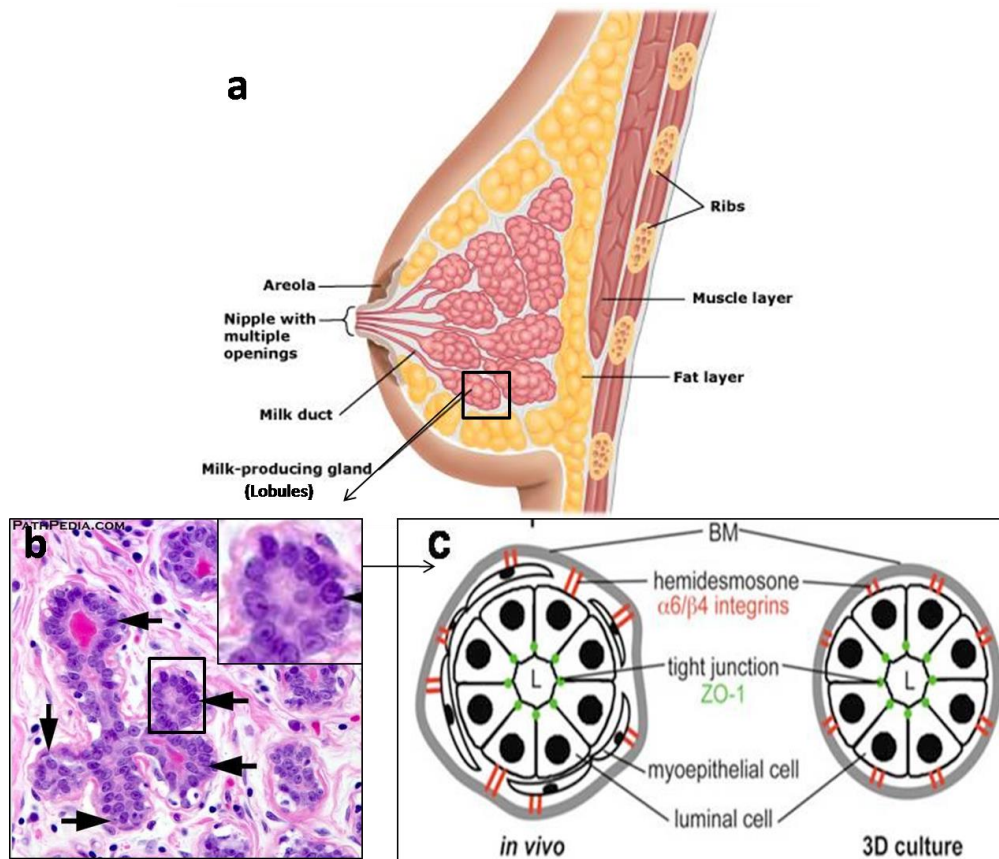 a
Ribs
Areola
Muscle layer
Nipple with
multiple
openings
Fat layer
Milk duct
Milk-producing gland
(Lobules)
PATHPEDIA.COM
b
c
BM
hemidesmosone
α6/β4 integrins
tight junction
ZO-1
L
L
myoepithelial cell
luminal cell
in vivo
3D culture